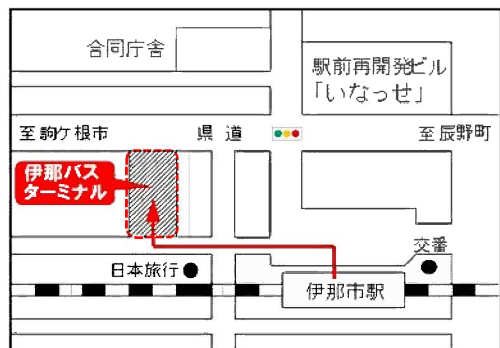 合同庁舎
駅前再開発ビル
「いなっせ」
至駒ケ根市
県道
至辰野町
伊那バス
ターミナル
交番
日本旅行
伊那市駅